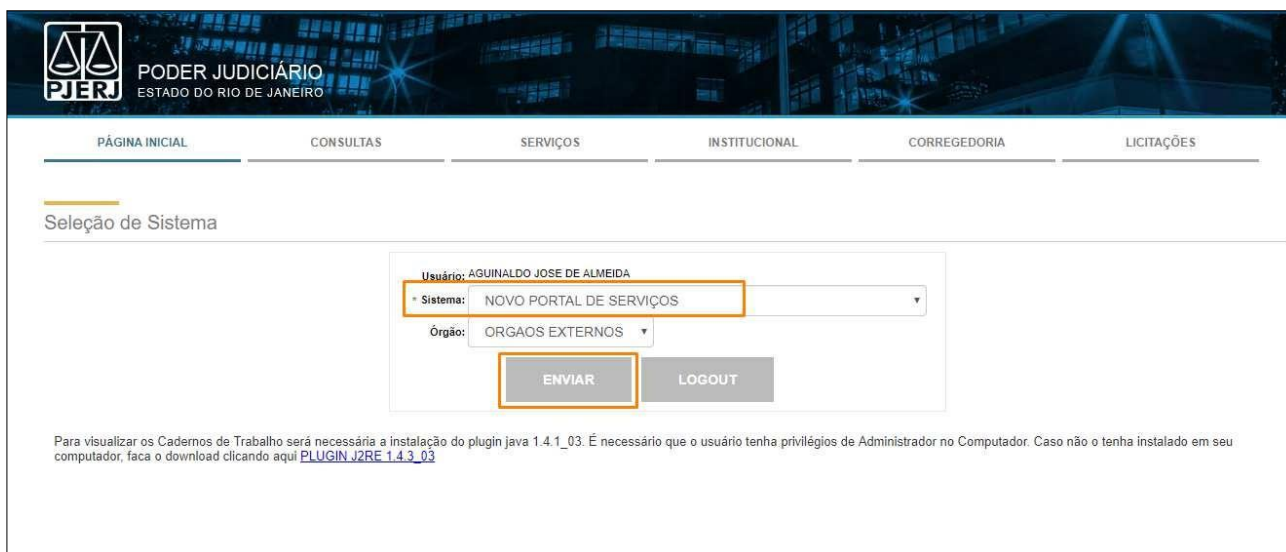 PJERJ
PODER JUDICIÁRIO
ESTADO DO RIO DE JANEIRO
PÁGINA INICIAL CONSULTAS SERVIÇOS INSTITUCIONAL CORREGEDORIA LICITAÇÕES
Seleção de Sistema
Usuário: AGUINALDO JOSE DE ALMEIDA
* Sistema: NOVO PORTAL DE SERVIÇOS
Órgão: ORGAOS EXTERNOS
ENVIAR LOGOUT
Para visualizar os Cadernos de Trabalho será necessária a instalação do plugin java 1.4.1_03. É necessário que o usuário tenha privilégios de Administrador no Computador. Caso não o tenha instalado em seu
computador, faca o download clicando aqui PLUGIN J2RE 1.4.3_03